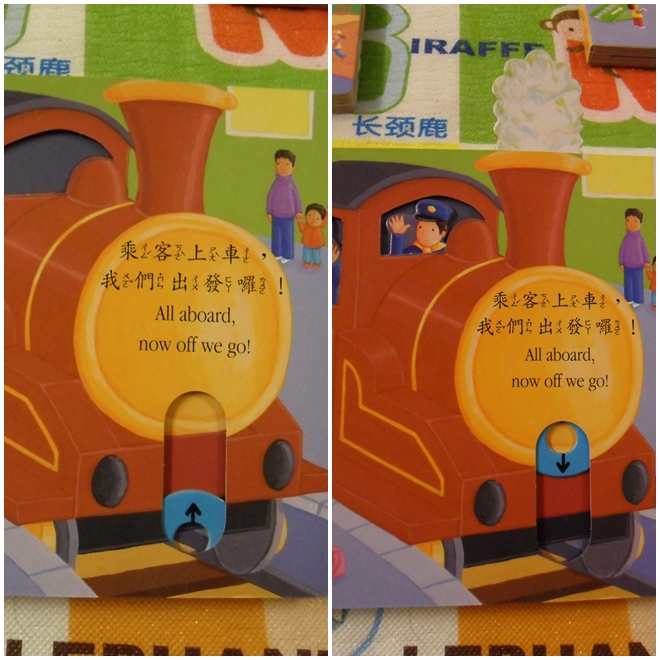 颈鹿
乘客上車，
我們出發囉！
All aboard,
now off we go!
LEPHANT
IRAFFE
长颈鹿
乘客上車，
我們出發囉！
All aboard,
now off we go!
LEPHAN